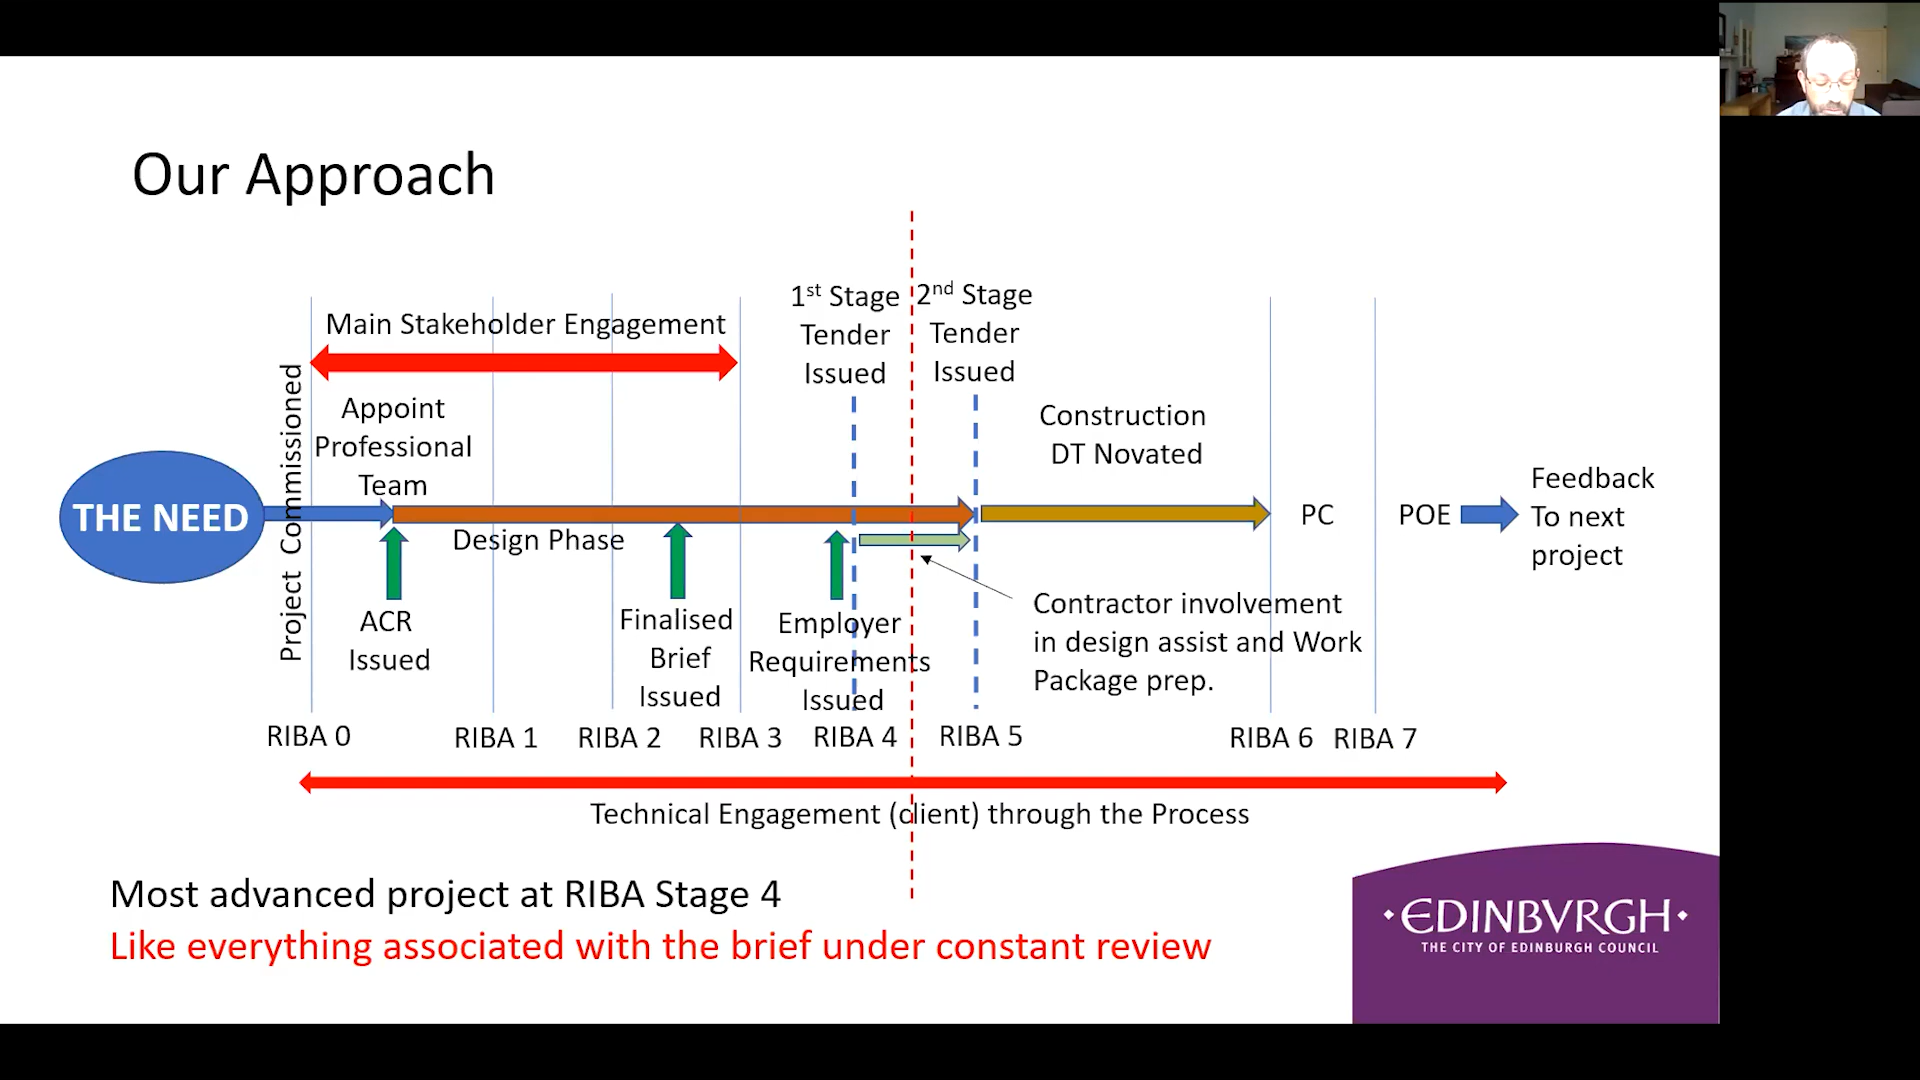 Our Approach
1st Stage
Tender
Issued
2nd Stage
Tender
Issued
Main Stakeholder Engagement
Project Commissioned
Appoint
Professional
Team
Construction
DT Novated
THE NEED
Design Phase
PC
POE
Feedback
To next
project
ACR
Issued
Finalised
Brief
Issued
Employer
Requirements
Issued
Contractor involvement
in design assist and Work
Package prep.
RIBA 0
RIBA 1
RIBA 2
RIBA 3
RIBA 4
RIBA 5
RIBA 6
RIBA 7
Technical Engagement (client) through the Process
Most advanced project at RIBA Stage 4
Like everything associated with the brief under constant review
·EDINBVRGH·
THE CITY OF EDINBURGH COUNCIL